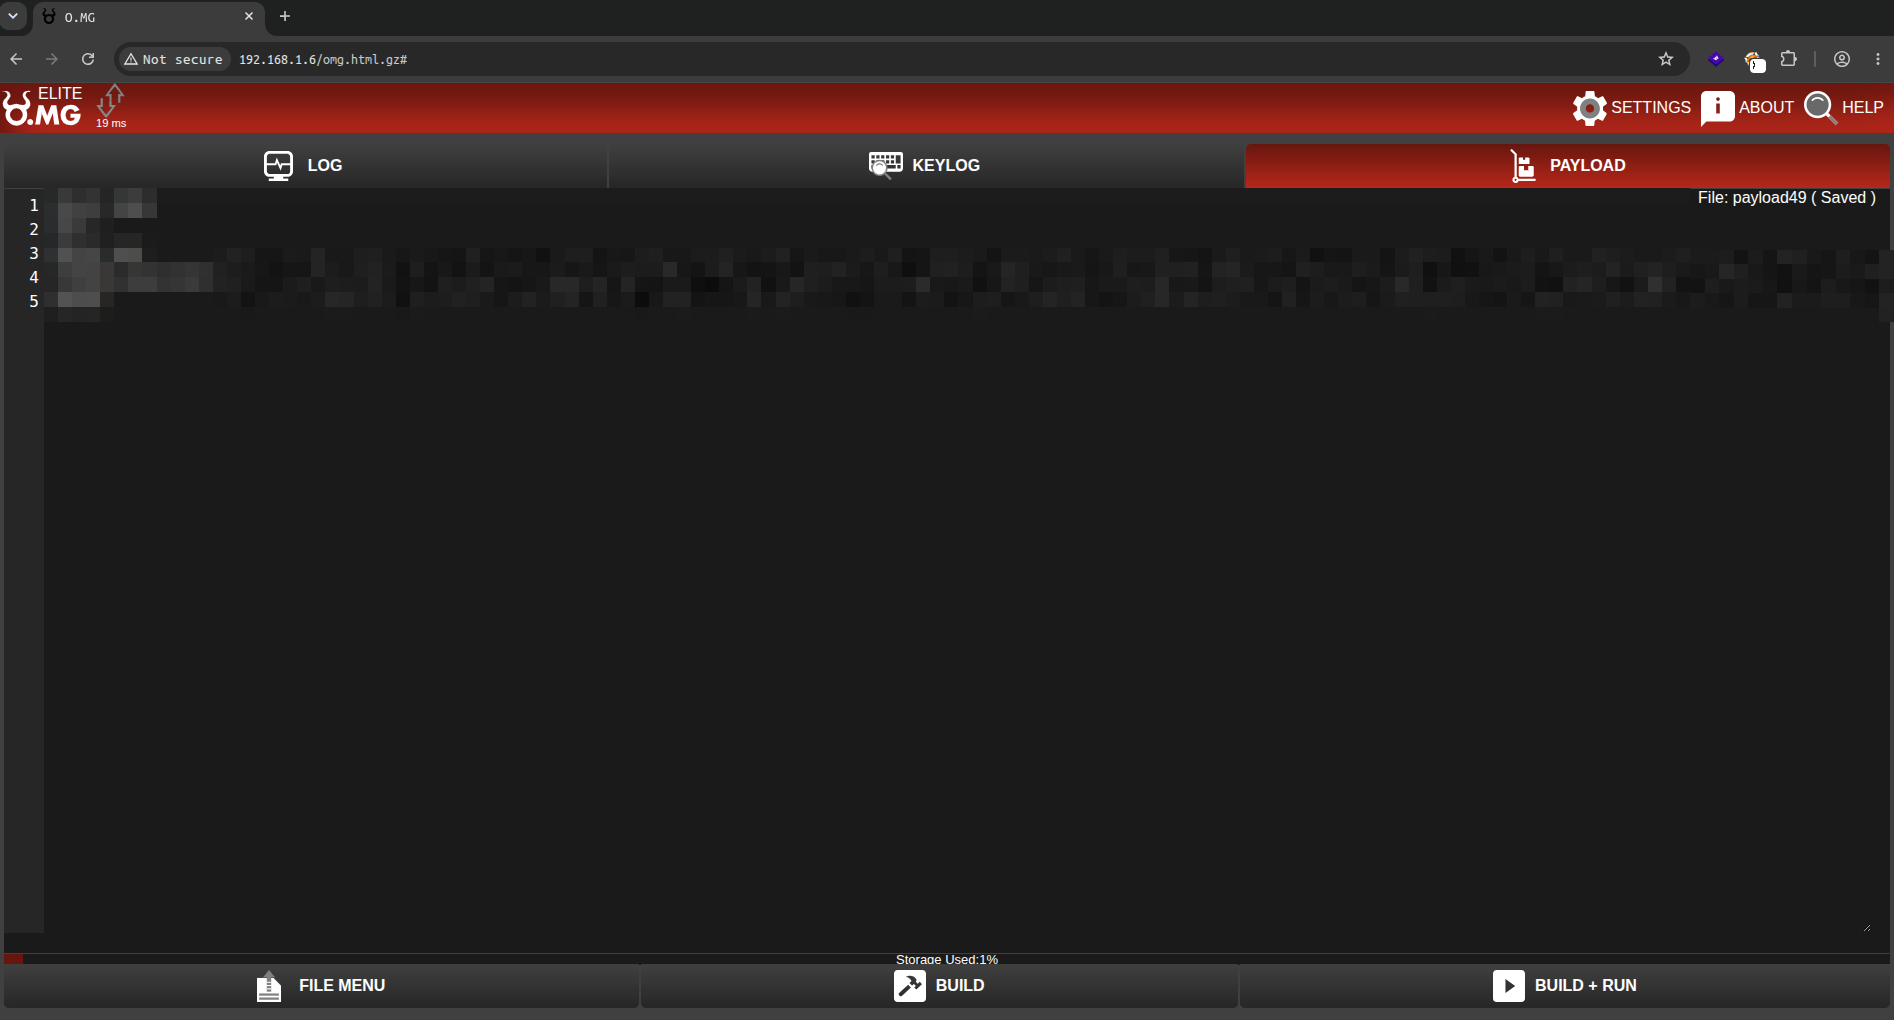 O.MG
Not secure 192.168.1.6/omg.html.gz#
ELITE
O.MG
19 ms
SETTINGS ABOUT HELP
LOG KEYLOG PAYLOAD
File: payload49 ( Saved )
1
2
3
4
5
Storage Used:1%
FILE MENU BUILD BUILD + RUN